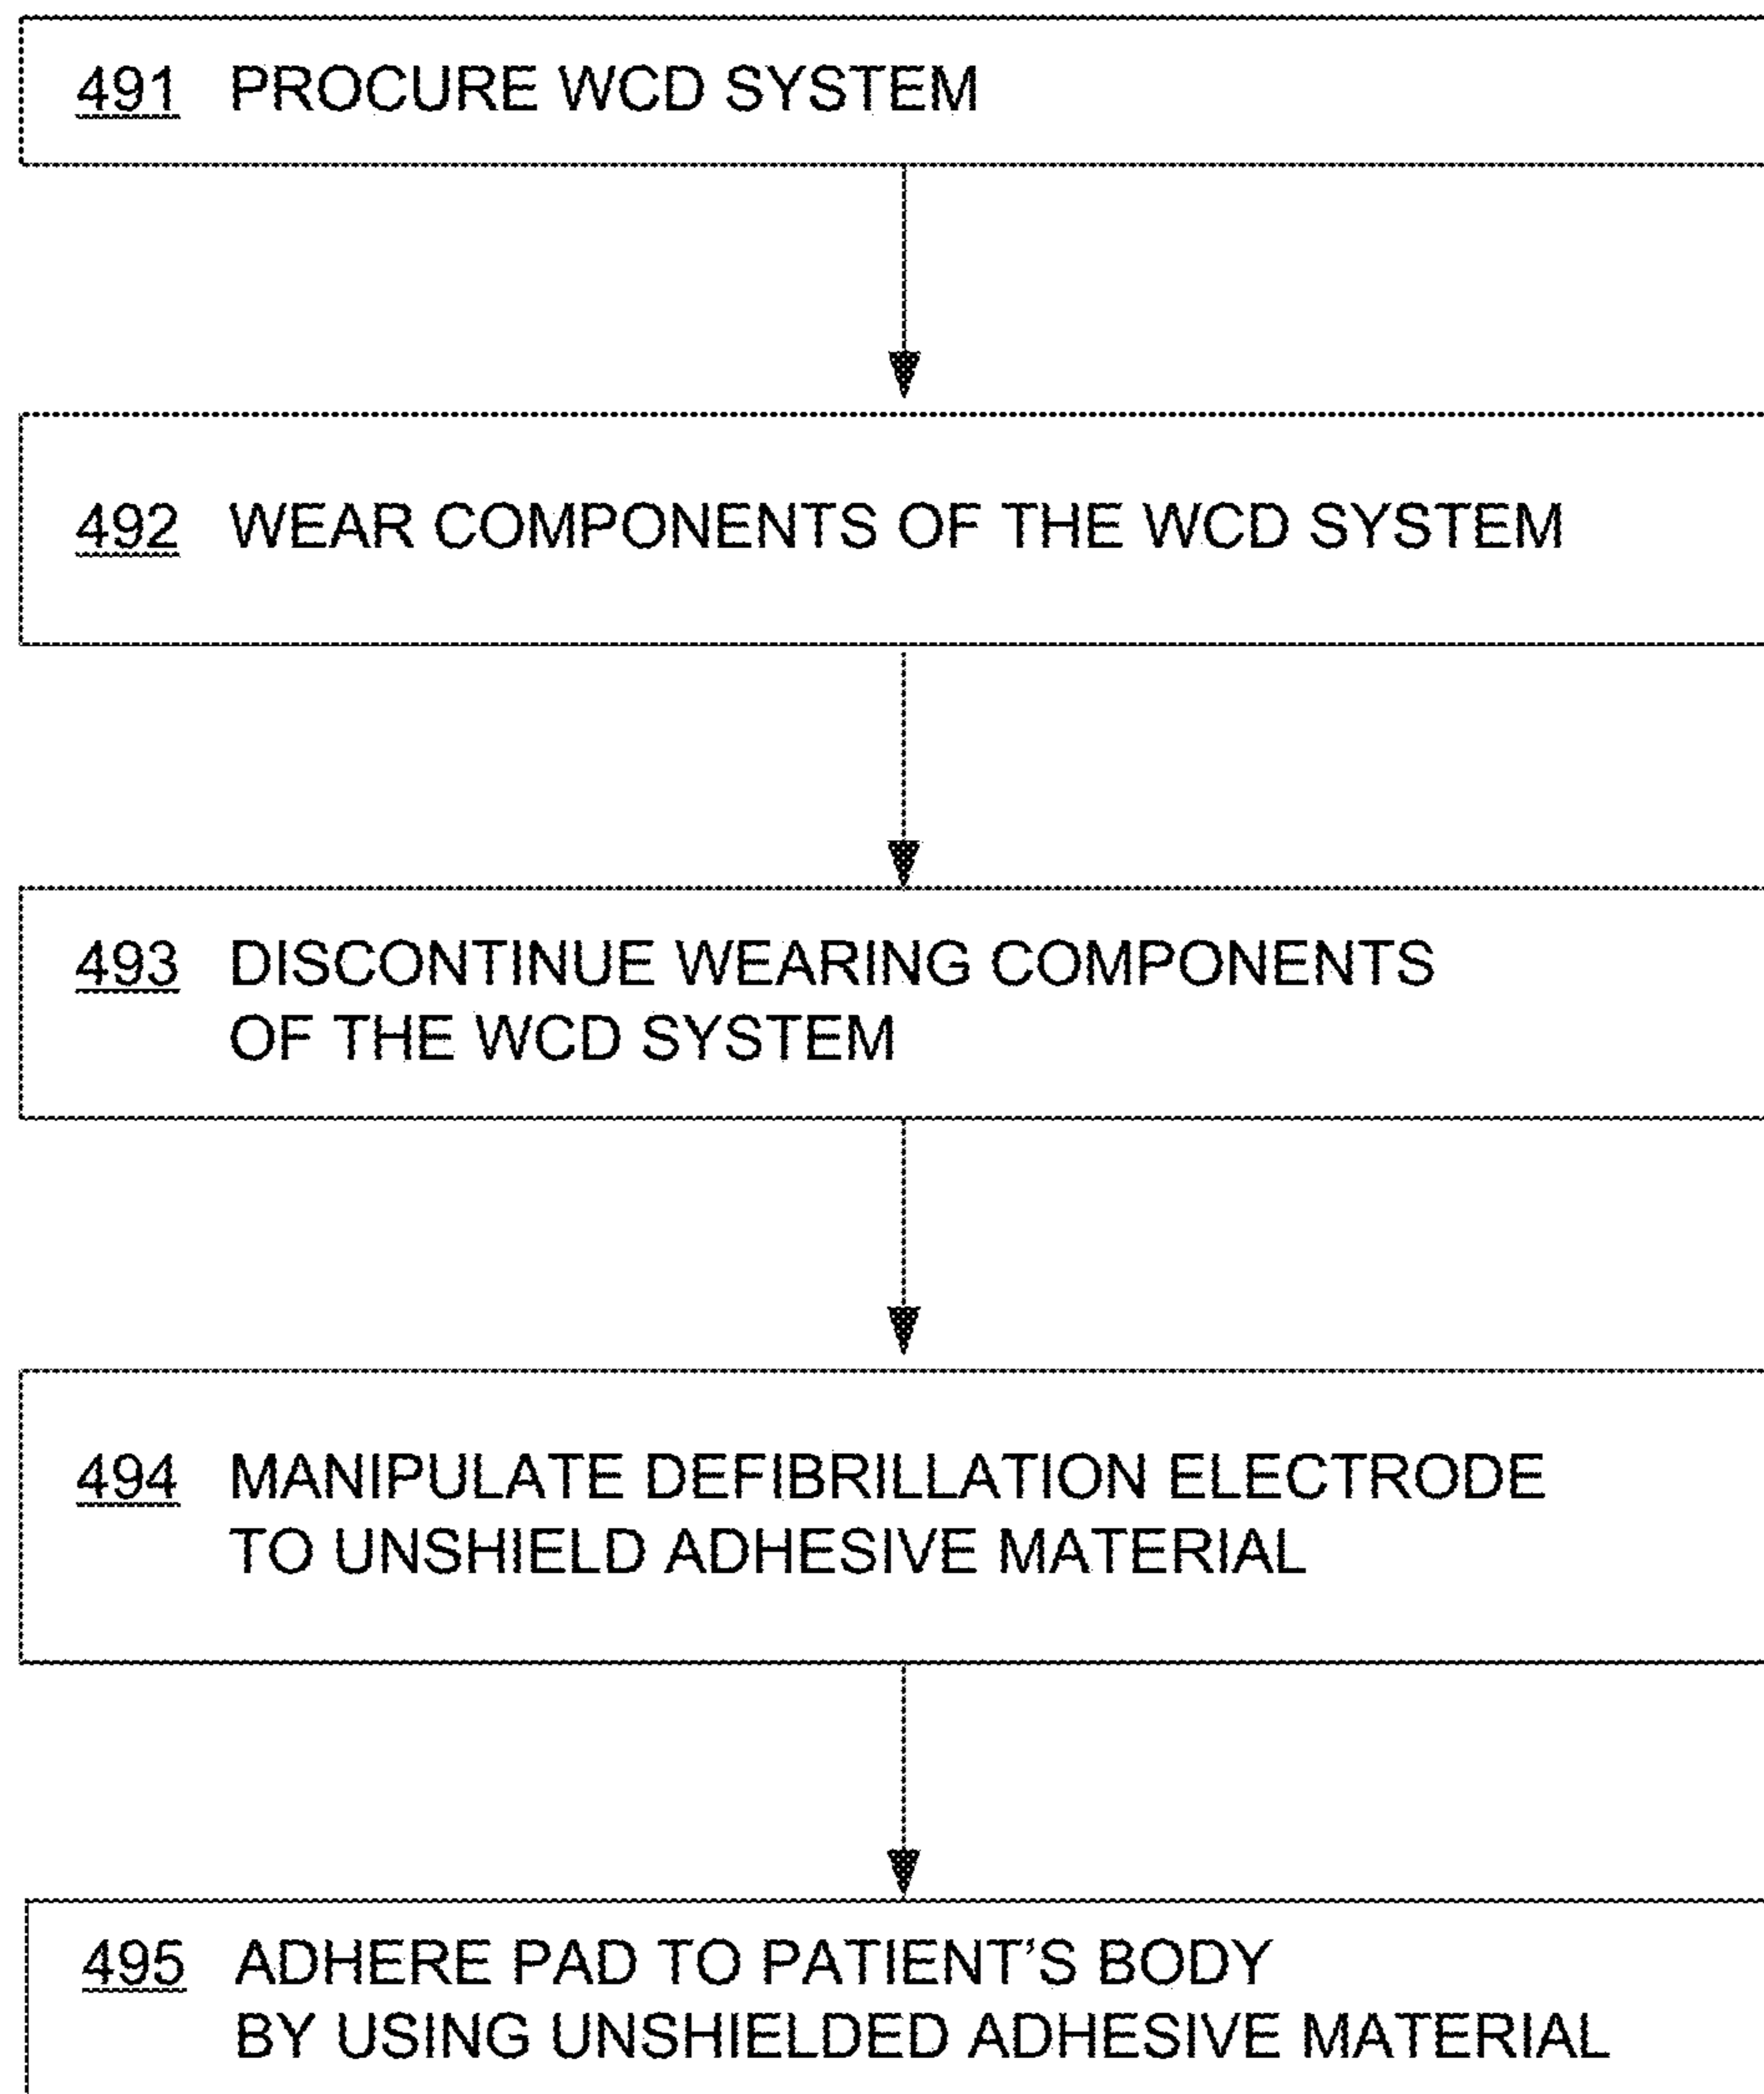 491 PROCURE WCD SYSTEM
492 WEAR COMPONENTS OF THE WCD SYSTEM
493 DISCONTINUE WEARING COMPONENTS
OF THE WCD SYSTEM
494 MANIPULATE DEFIBRILLATION ELECTRODE
TO UNSHIELD ADHESIVE MATERIAL
495 ADHERE PAD TO PATIENT'S BODY
BY USING UNSHIELDED ADHESIVE MATERIAL